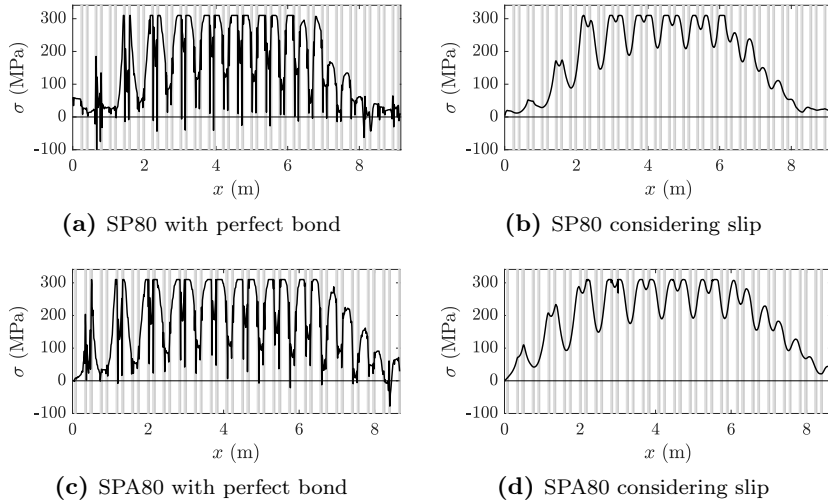 300
200
100
0
-100
σ (MPa)
0 2 4 6 8
x (m)
(a) SP80 with perfect bond
300
200
100
0
-100
σ (MPa)
0 2 4 6 8
x (m)
(b) SP80 considering slip
300
200
100
0
-100
σ (MPa)
0 2 4 6 8
x (m)
(c) SPA80 with perfect bond
300
200
100
0
-100
σ (MPa)
0 2 4 6 8
x (m)
(d) SPA80 considering slip